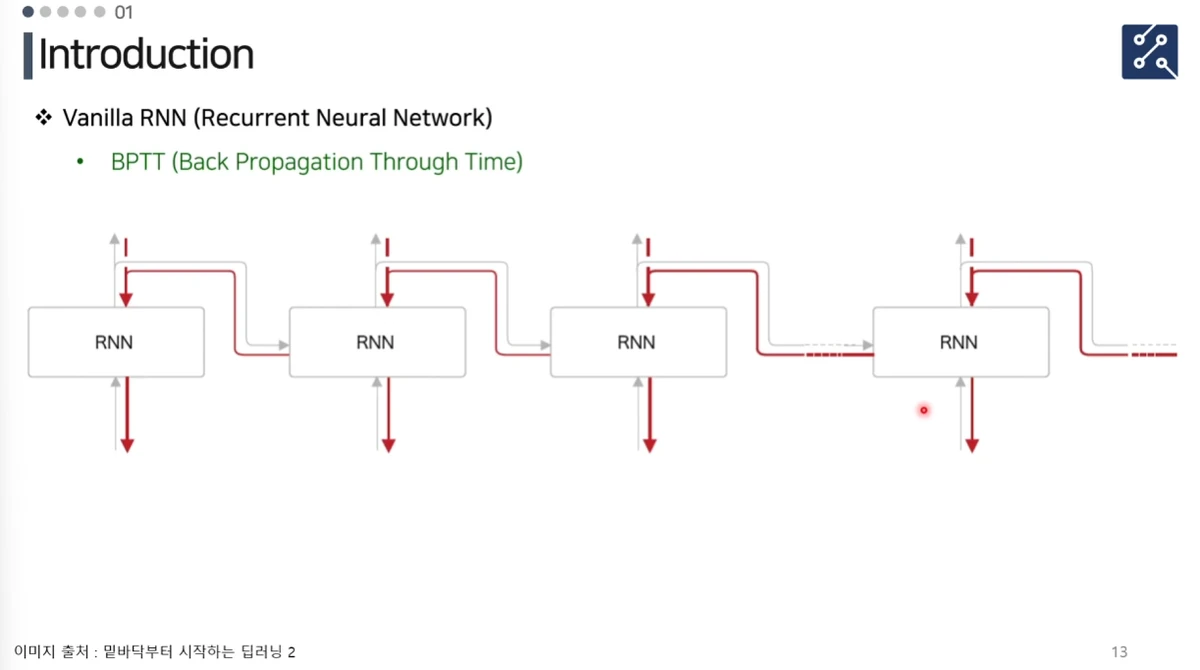 01
Introduction
❖ Vanilla RNN (Recurrent Neural Network)
• BPTT (Back Propagation Through Time)
RNN
RNN
RNN
RNN
이미지 출처 : 밑바닥부터 시작하는 딥러닝 2
13